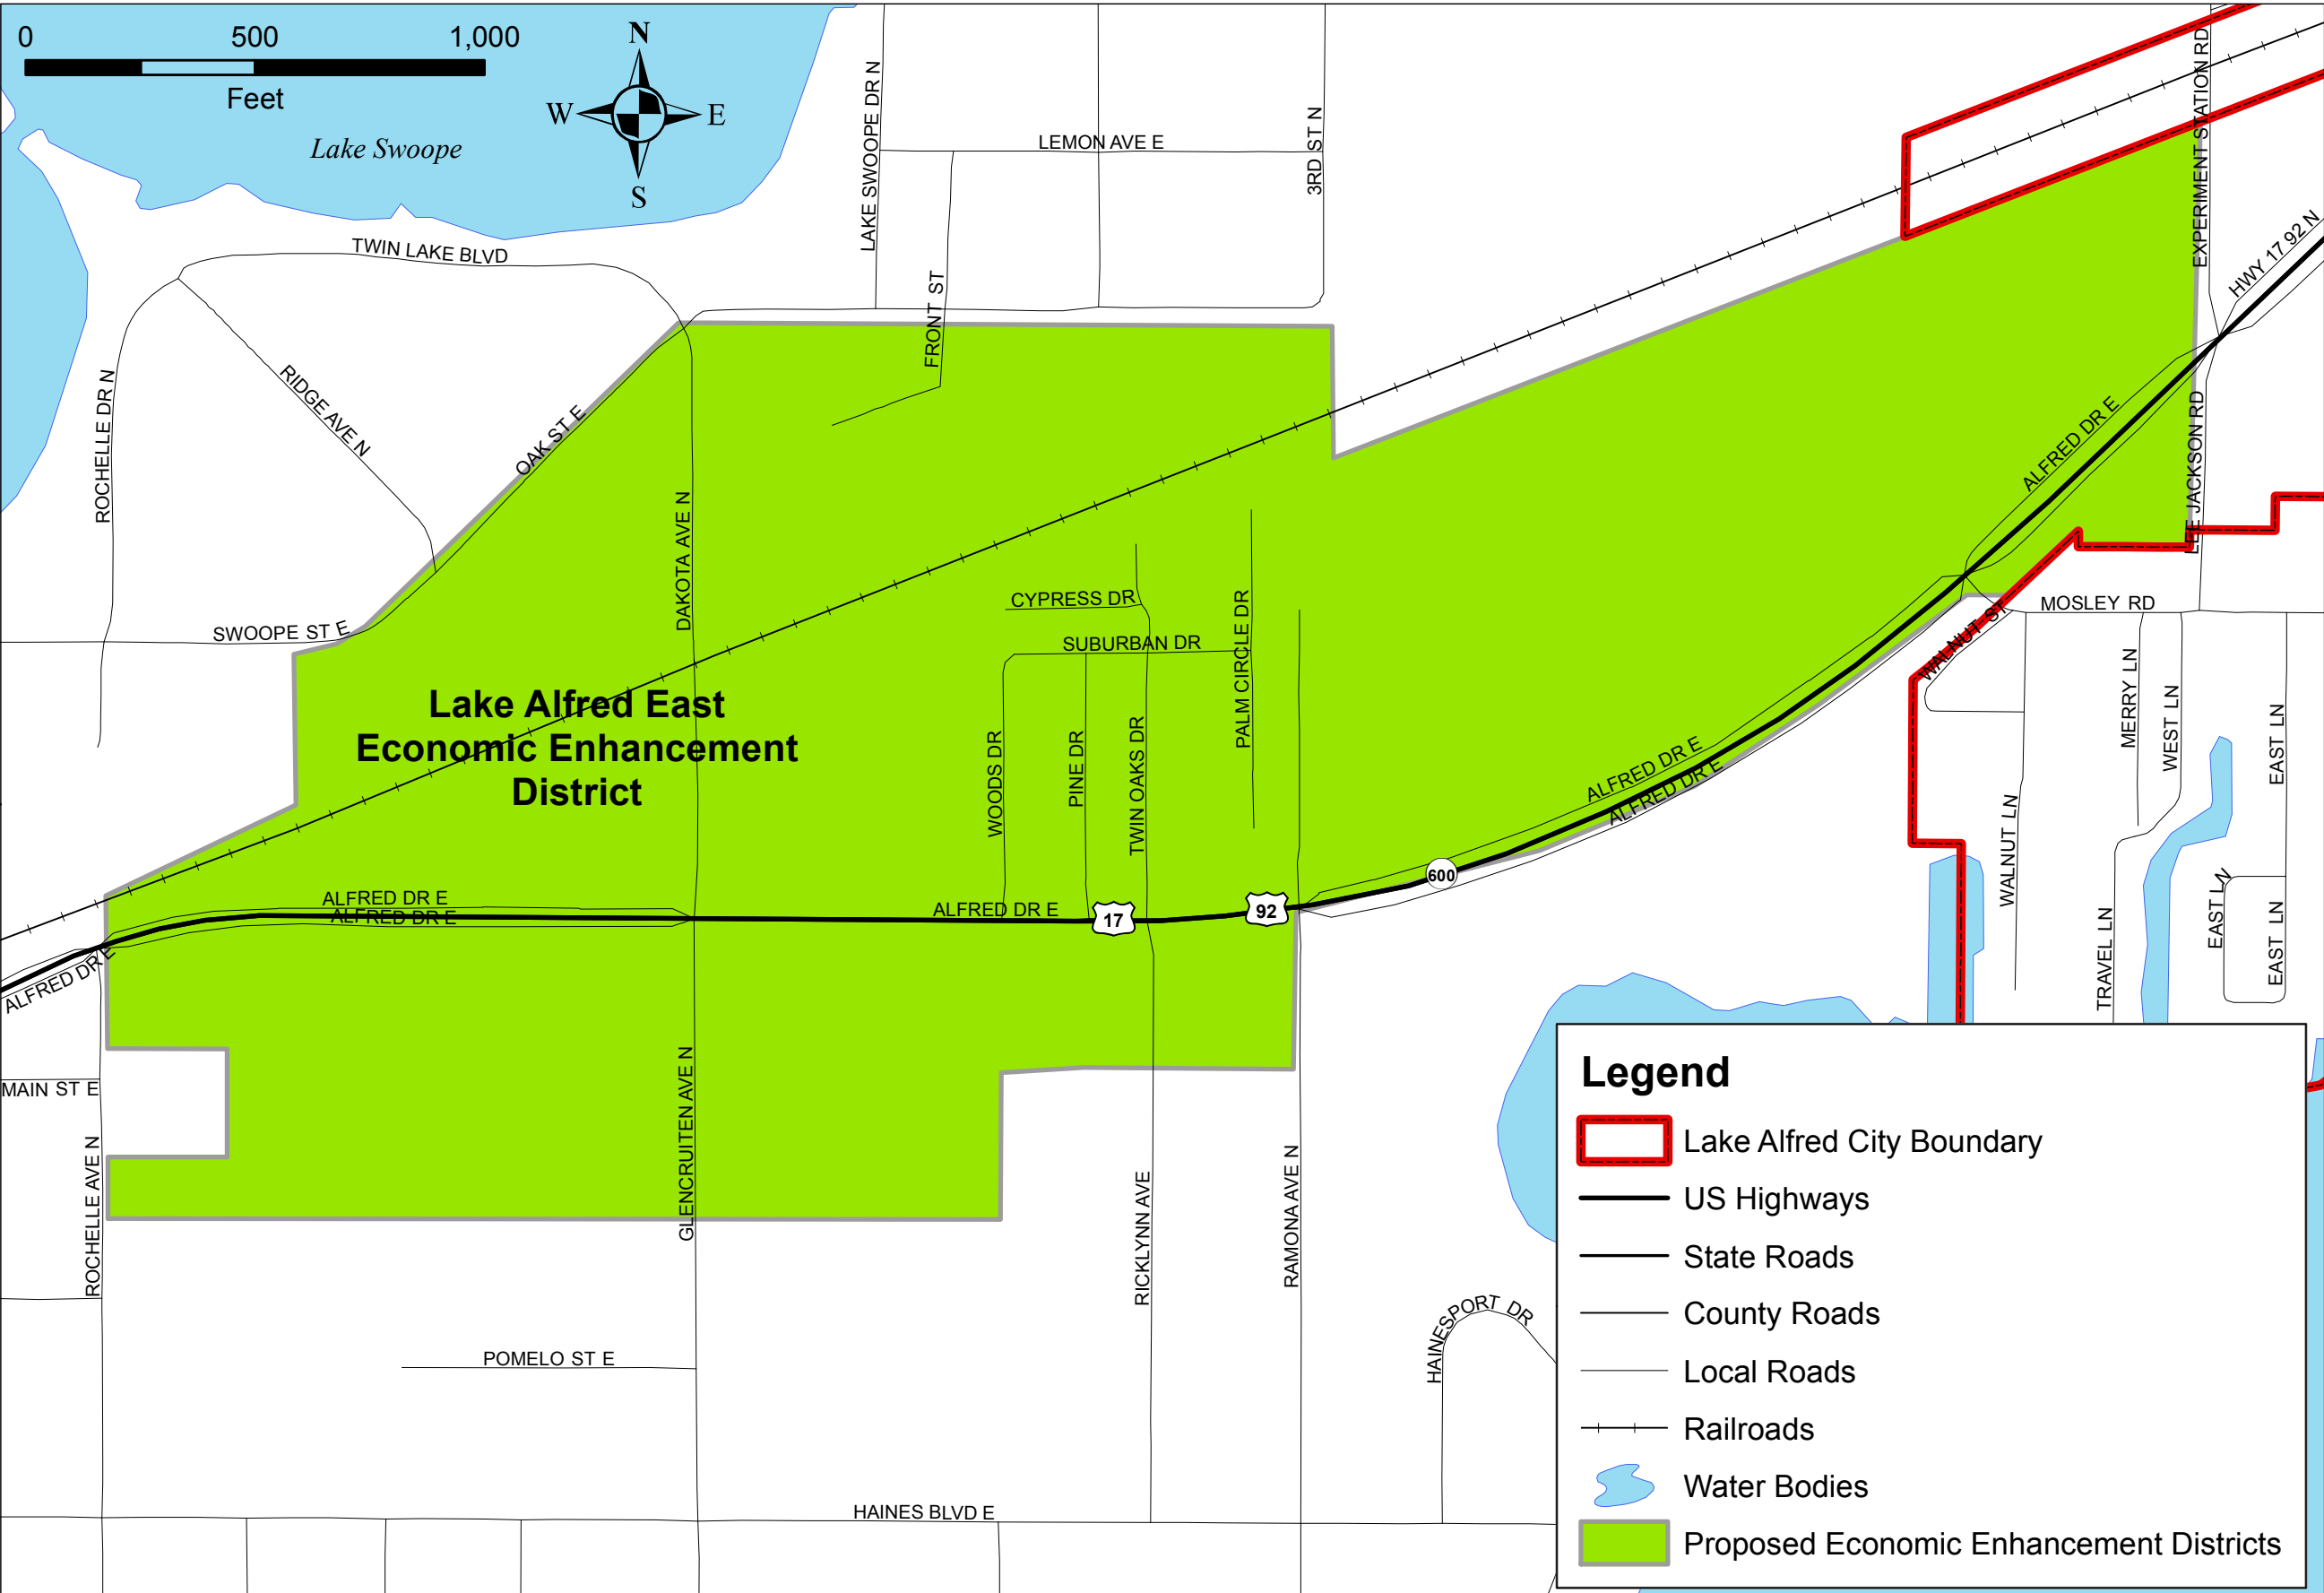 0 500 1,000
Feet
N
W E
S
Lake Swoope
LAKE SWOOPE DR N
LEMON AVE E
3RD ST N
EXPERIMENT STATION RD
HWY 17 92 N
TWIN LAKE BLVD
FRONT ST
ROCHELLE DR N
RIDGE AVE N
OAK ST E
DAKOTA AVE N
SWOOPE ST E
ALFRED DR E
LEE JACKSON RD
CYPRESS DR
SUBURBAN DR
PALM CIRCLE DR
MOSLEY RD
WALNUT ST
Lake Alfred East
Economic Enhancement
District
WOODS DR
PINE DR
TWIN OAKS DR
ALFRED DR E
ALFRED DR E
MERRY LN
WEST LN
EAST LN
WALNUT LN
600
ALFRED DR E
ALFRED DR E
ALFRED DR E
17
92
ALFRED DR E
TRAVEL LN
EAST LN
EAST LN
MAIN ST E
ROCHELLE AVE N
GLENCRUITEN AVE N
RICKLYNN AVE
RAMONA AVE N
HAINESPORT DR
POMELO ST E
HAINES BLVD E
Legend
Lake Alfred City Boundary
US Highways
State Roads
County Roads
Local Roads
Railroads
Water Bodies
Proposed Economic Enhancement Districts